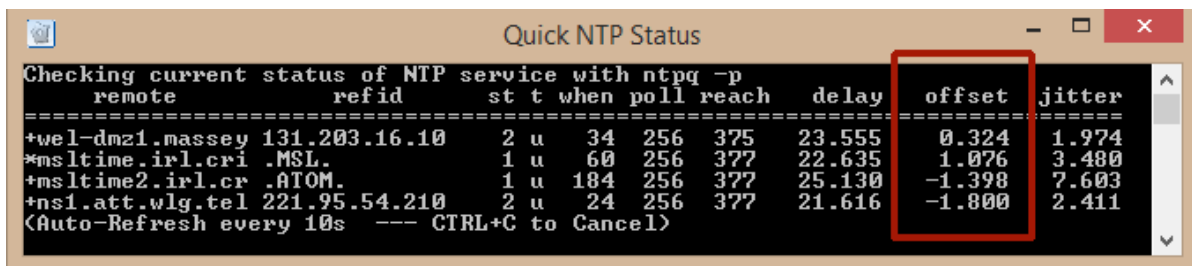 Quick NTP Status
Checking current status of NTP service with ntpq -p
remote refid st t when poll reach delay offset jitter
==============================================================================
+wel-dmz1.massey 131.203.16.10 2 u 34 256 375 23.555 0.324 1.974
*msltime.irl.cri .MSL. 1 u 60 256 377 22.635 1.076 3.480
+msltime2.irl.cr .ATOM. 1 u 184 256 377 25.130 -1.398 7.603
+ns1.att.wlg.tel 221.95.54.210 2 u 24 256 377 21.616 -1.800 2.411
(Auto-Refresh every 10s --- CTRL+C to Cancel)